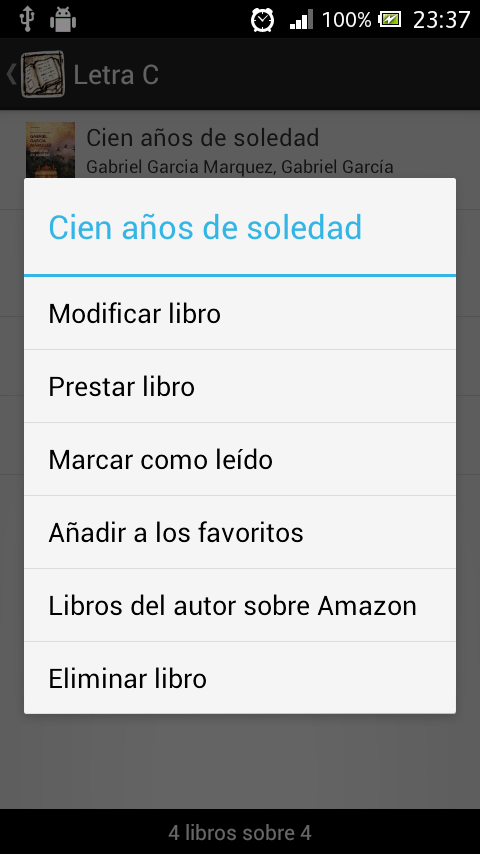 100% 23:37
Letra C
Cien años de soledad
Gabriel Garcia Marquez, Gabriel García
Cien años de soledad
Modificar libro
Prestar libro
Marcar como leído
Añadir a los favoritos
Libros del autor sobre Amazon
Eliminar libro
4 libros sobre 4